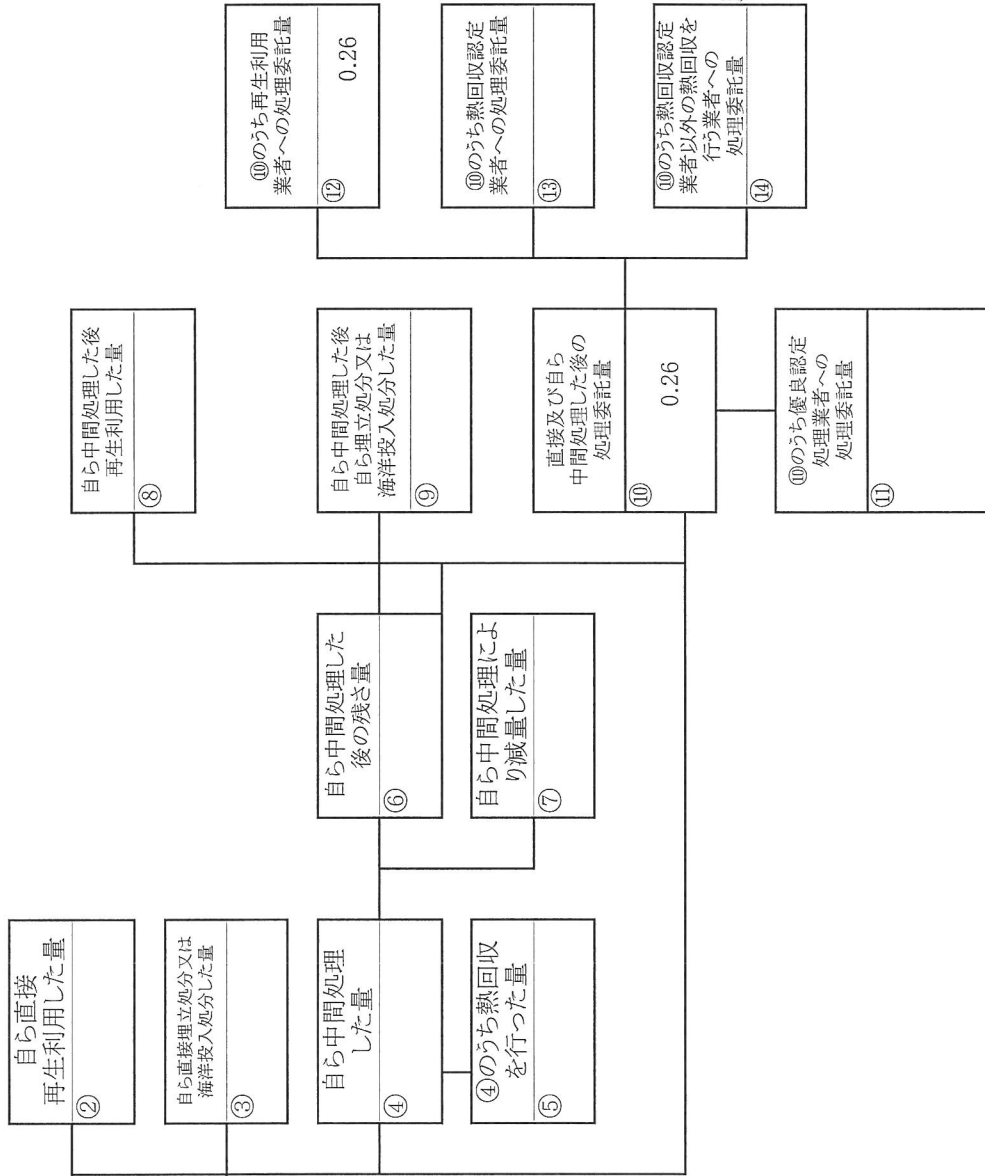 自ら直接
再生利用した量
②
自ら直接埋立処分又は
海洋投入処分した量
③
自ら中間処理
した量
④
④のうち熱回収
を行った量
⑤
自ら中間処理した
後の残さ量
⑥
自ら中間処理によ
り減量した量
⑦
自ら中間処理した後
再生利用した量
⑧
自ら中間処理した後
自ら埋立処分又は
海洋投入処分した量
⑨
直接及び自ら
中間処理した後の
処理委託量
⑩
0.26
⑩のうち優良認定
処理業者への
処理委託量
⑪
⑩のうち再生利用
業者への処理委託量
⑫
0.26
⑩のうち熱回収認定
業者への処理委託量
⑬
⑩のうち熱回収認定
業者以外の熱回収を
行う業者への
処理委託量
⑭